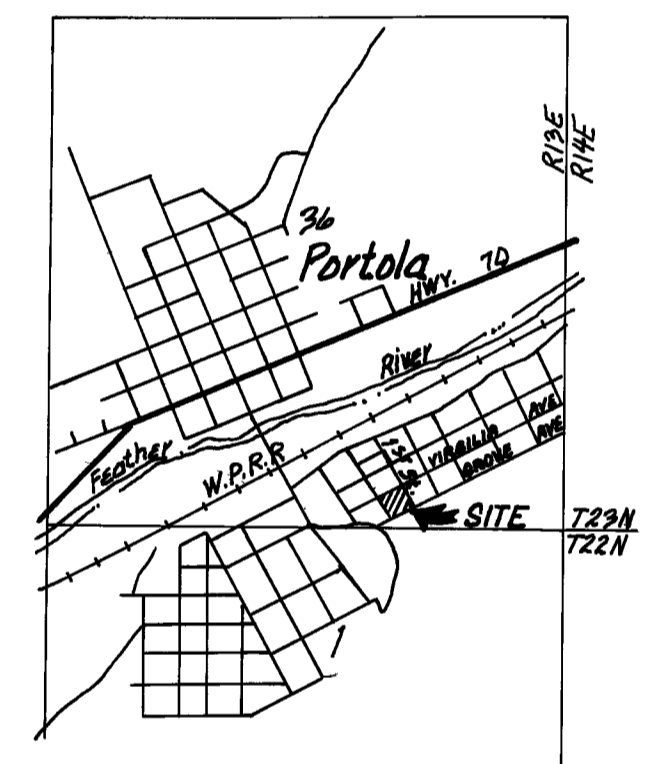 R13E
R14E
36
Portola
HWY. 70
River
Feather
W.P.R.R
VIRGILIA AVE
GROVE AVE
SITE
T23N
T22N
1